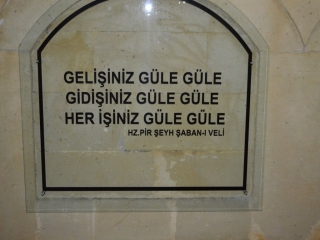 GELİŞİNİZ GÜLE GÜLE
GİDİŞİNİZ GÜLE GÜLE
HER İŞİNİZ GÜLE GÜLE
HZ.PİR ŞEYH ŞABAN-I VELİ